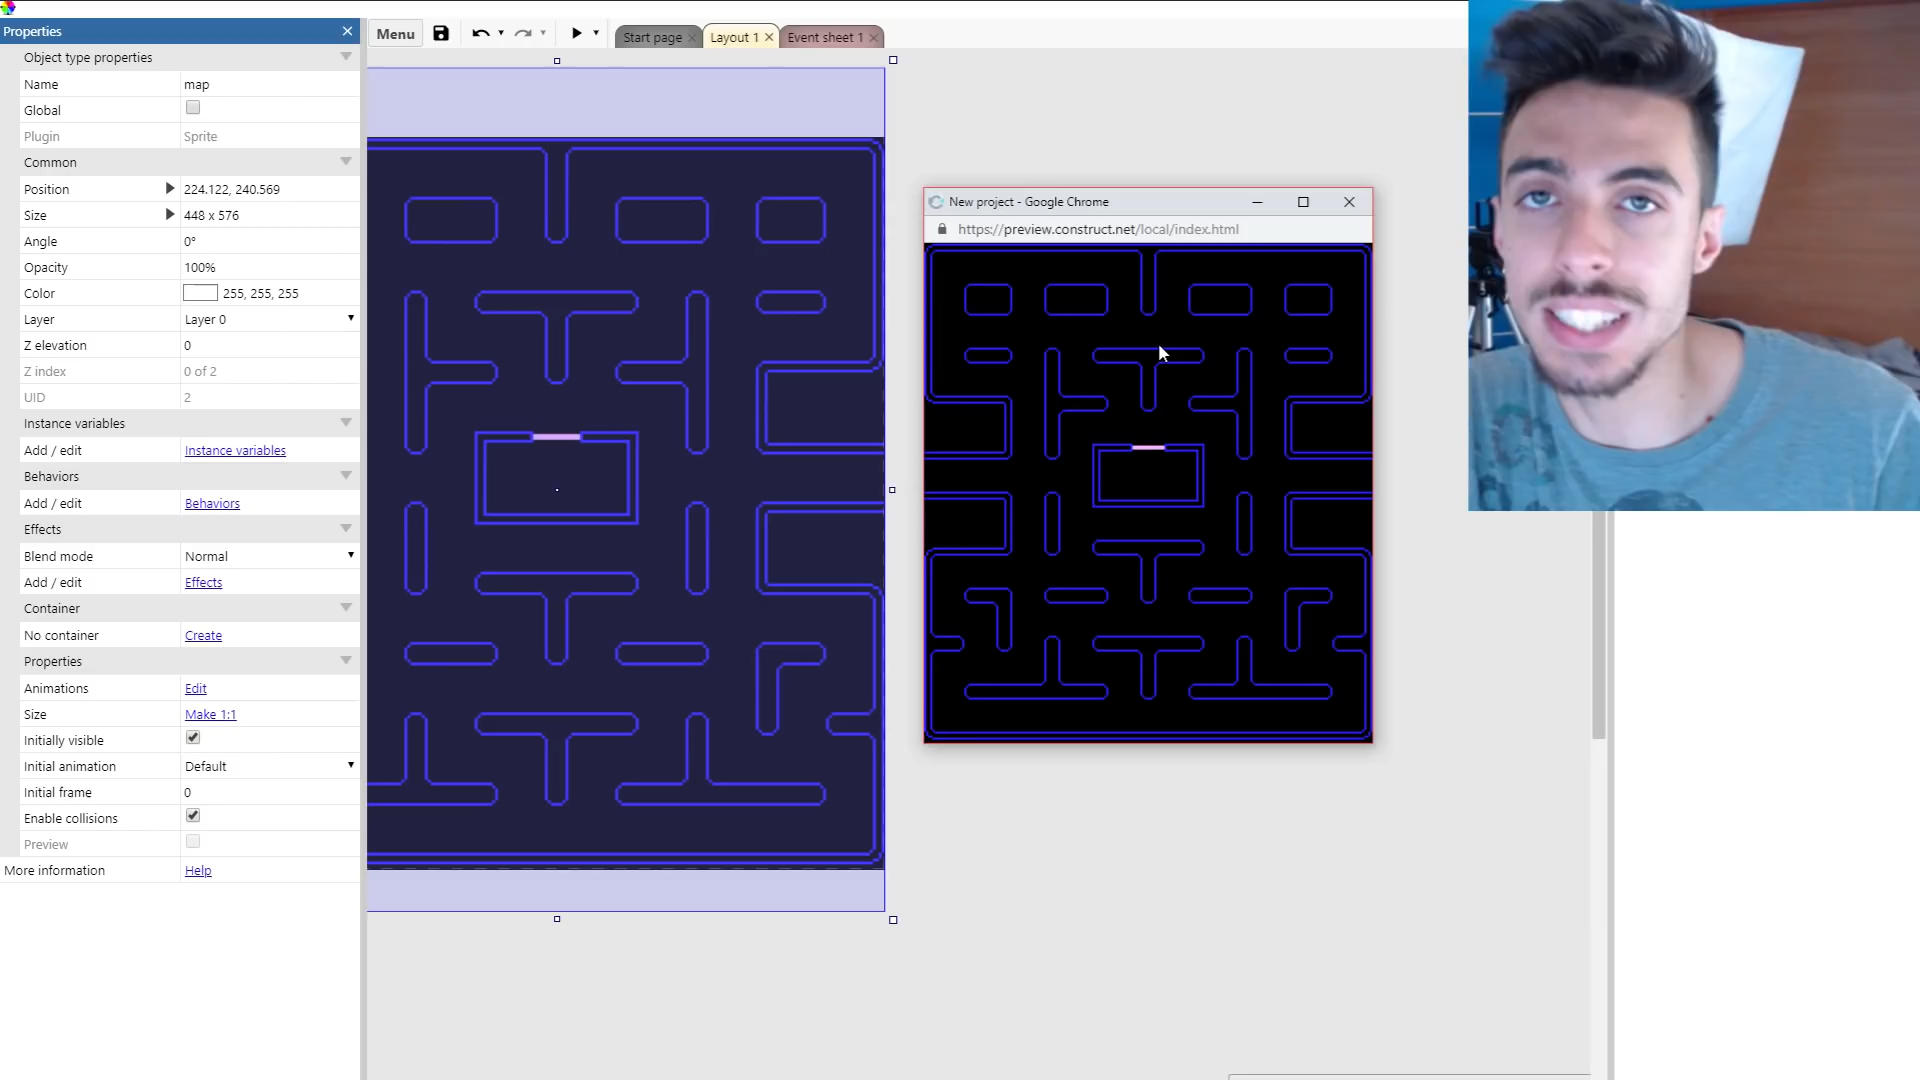 Properties
Object type properties
Name map
Global
Plugin Sprite
Common
Position 224.122, 240.569
Size 448 x 576
Angle 0°
Opacity 100%
Color 255, 255, 255
Layer Layer 0
Z elevation 0
Z index 0 of 2
UID 2
Instance variables
Add / edit Instance variables
Behaviors
Add / edit Behaviors
Effects
Blend mode Normal
Add / edit Effects
Container
No container Create
Properties
Animations Edit
Size Make 1:1
Initially visible
Initial animation Default
Initial frame 0
Enable collisions
Preview
More information Help
Menu
Start page
Layout 1
Event sheet 1
New project - Google Chrome
https://preview.construct.net/local/index.html